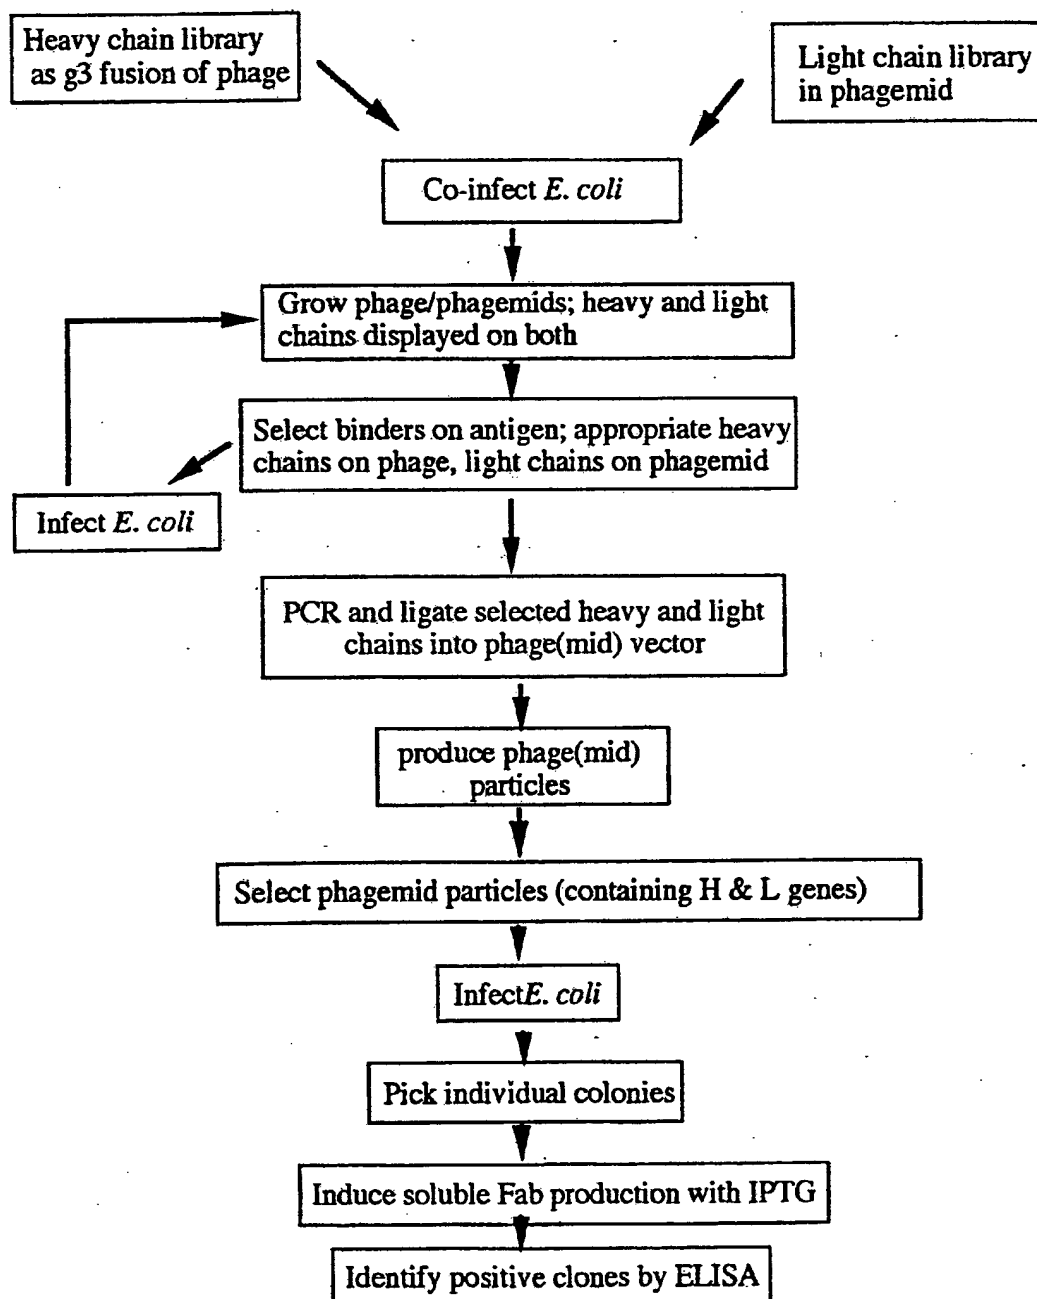 Heavy chain library
as g3 fusion of phage
Light chain library
in phagemid
Co-infect E. coli
Grow phage/phagemids; heavy and light
chains displayed on both
Select binders on antigen; appropriate heavy
chains on phage, light chains on phagemid
Infect E. coli
PCR and ligate selected heavy and light
chains into phage(mid) vector
produce phage(mid)
particles
Select phagemid particles (containing H & L genes)
InfectE. coli
Pick individual colonies
Induce soluble Fab production with IPTG
Identify positive clones by ELISA